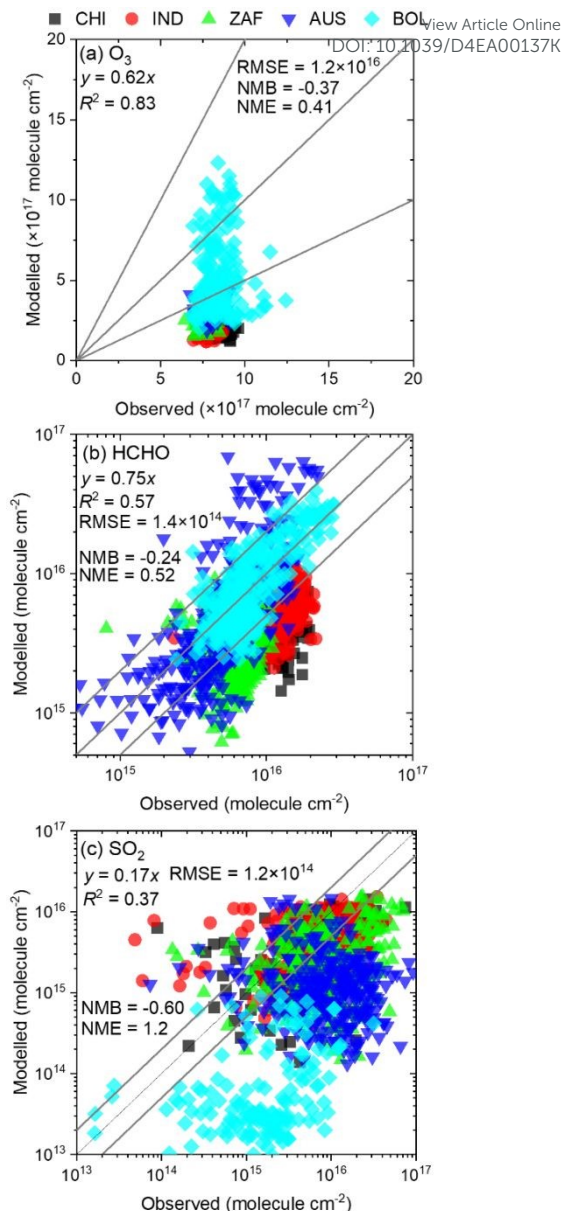 CHI IND ZAF AUS BOL
View Article Online
DOI: 10.1039/D4EA00137K
(a) O₃
y = 0.62x
R² = 0.83
RMSE = 1.2×10¹⁶
NMB = -0.37
NME = 0.41
20
15
10
5
0
Modelled (×10¹⁷ molecule cm⁻²)
0 5 10 15 20
Observed (×10¹⁷ molecule cm⁻²)
(b) HCHO
y = 0.75x
R² = 0.57
RMSE = 1.4×10¹⁴
NMB = -0.24
NME = 0.52
10¹⁷
10¹⁶
10¹⁵
Modelled (molecule cm⁻²)
10¹⁵ 10¹⁶ 10¹⁷
Observed (molecule cm⁻²)
(c) SO₂
y = 0.17x RMSE = 1.2×10¹⁴
R² = 0.37
NMB = -0.60
NME = 1.2
10¹⁷
10¹⁶
10¹⁵
10¹⁴
10¹³
Modelled (molecule cm⁻²)
10¹³ 10¹⁴ 10¹⁵ 10¹⁶ 10¹⁷
Observed (molecule cm⁻²)